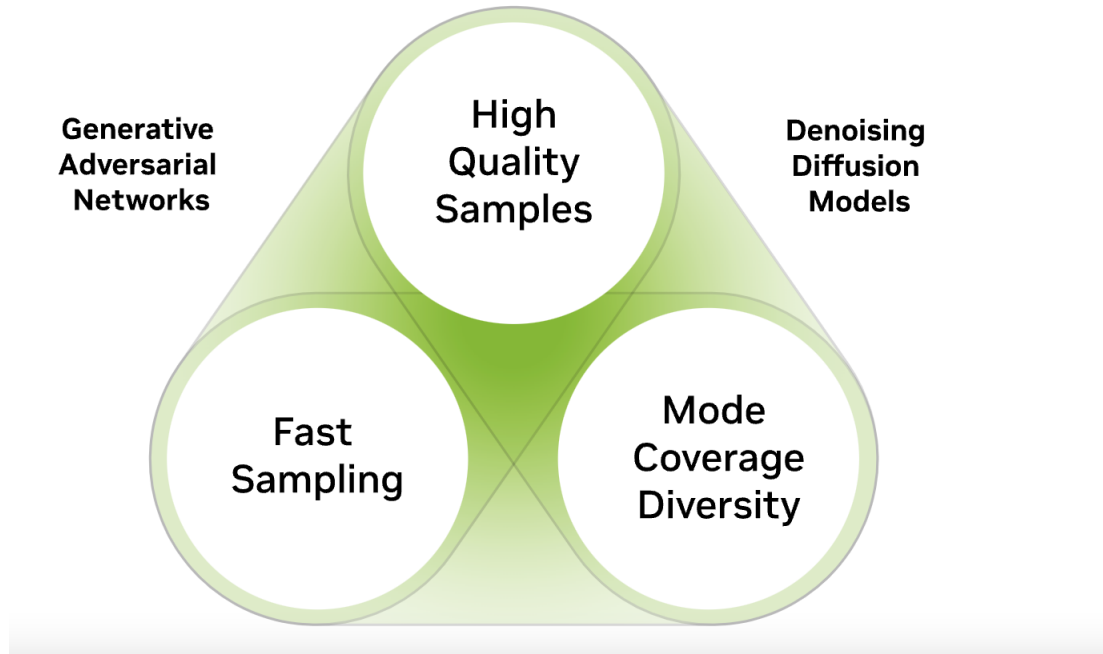 Generative
Adversarial
Networks
High
Quality
Samples
Denoising
Diffusion
Models
Fast
Sampling
Mode
Coverage
Diversity